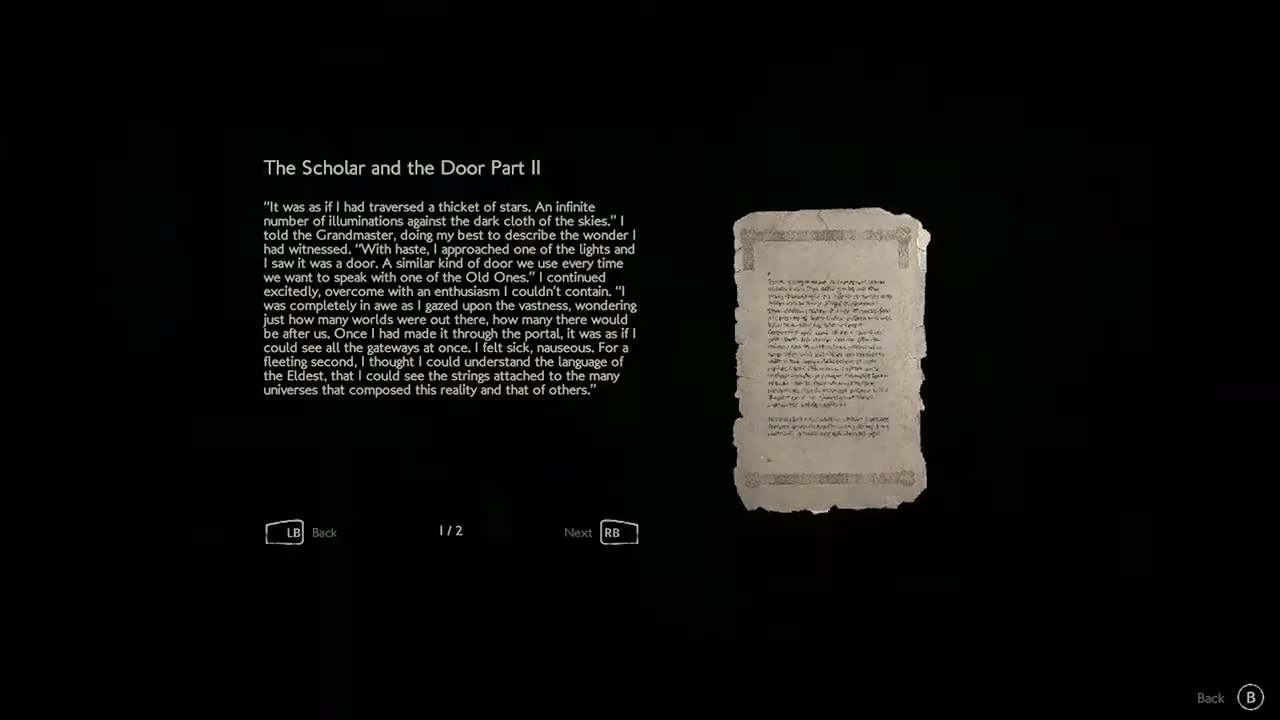 The Scholar and the Door Part II
“It was as if I had traversed a thicket of stars. An infinite
number of illuminations against the dark cloth of the skies.” I
told the Grandmaster, doing my best to describe the wonder I
had witnessed. “With haste, I approached one of the lights and
I saw it was a door. A similar kind of door we use every time
we want to speak with one of the Old Ones.” I continued
excitedly, overcome with an enthusiasm I couldn’t contain. “I
was completely in awe as I gazed upon the vastness, wondering
just how many worlds were out there, how many there would
be after us. Once I had made it through the portal, it was as if I
could see all the gateways at once. I felt sick, nauseous. For a
fleeting second, I thought I could understand the language of
the Eldest, that I could see the strings attached to the many
universes that composed this reality and that of others.”
LB Back 1 / 2 Next RB
Back B